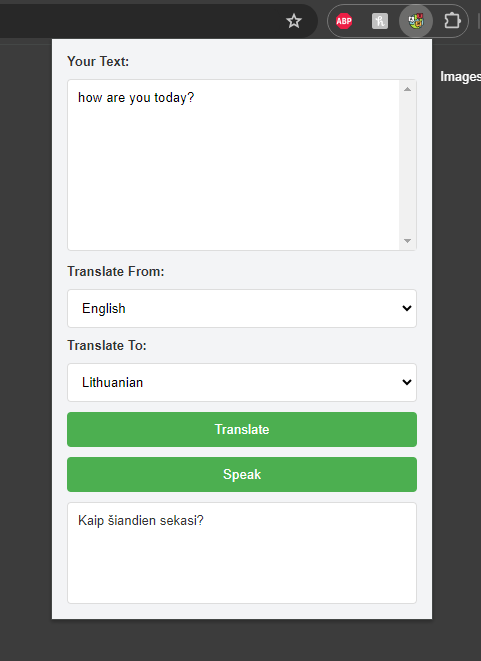 ABP
Images
Your Text:
how are you today?
Translate From:
English
Translate To:
Lithuanian
Translate
Speak
Kaip šiandien sekasi?